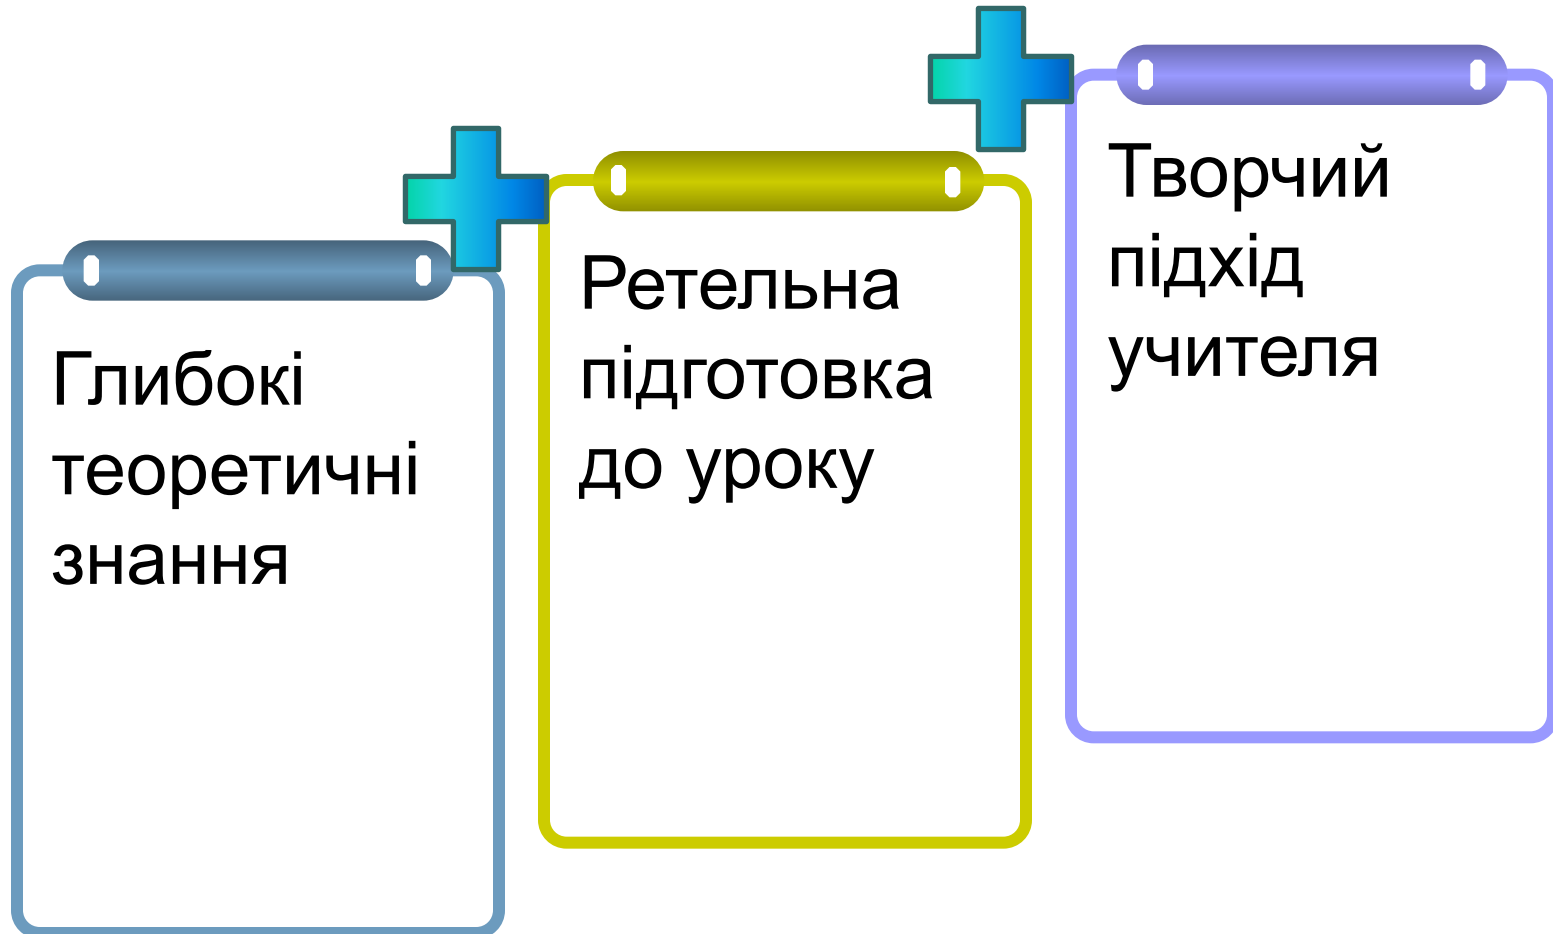 Глибокі
теоретичні
знання
Ретельна
підготовка
до уроку
Творчий
підхід
учителя